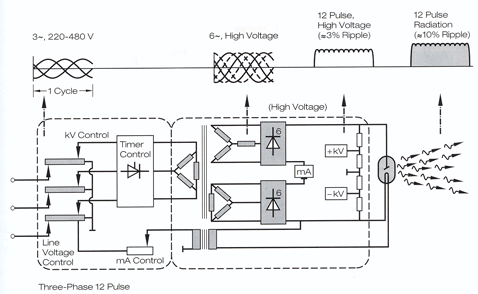 12 Pulse,
High Voltage
(≈3% Ripple)
12 Pulse
Radiation
(≈10% Ripple)
3~, 220-480 V
6~, High Voltage
1 Cycle
(High Voltage)
kV Control
Timer
Control
6
+kV
mA
6
−kV
Line
Voltage
Control
mA Control
Three-Phase 12 Pulse